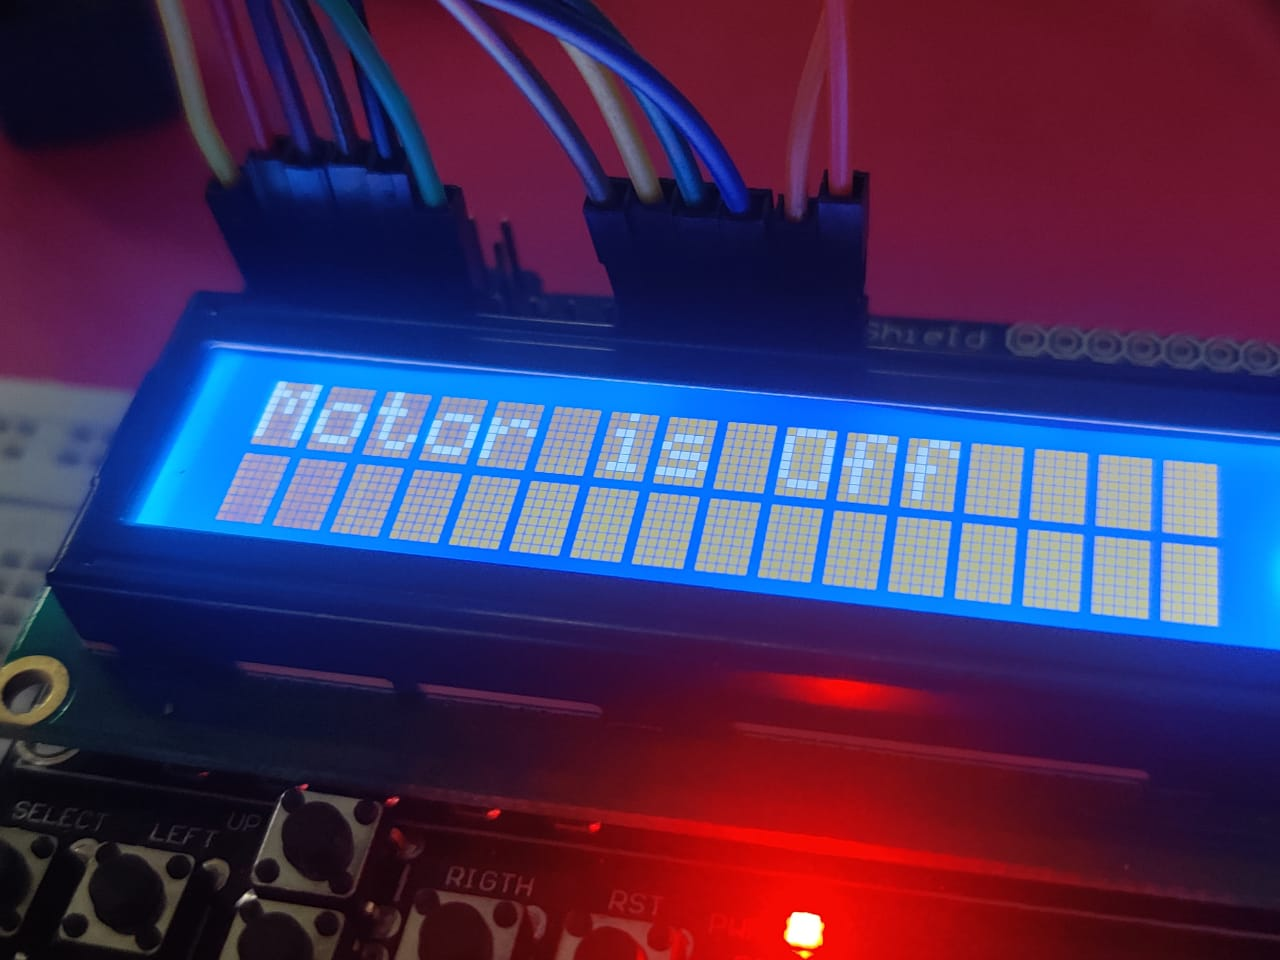 Shield
Motor is Off
SELECT
LEFT
UP
RIGTH
RST